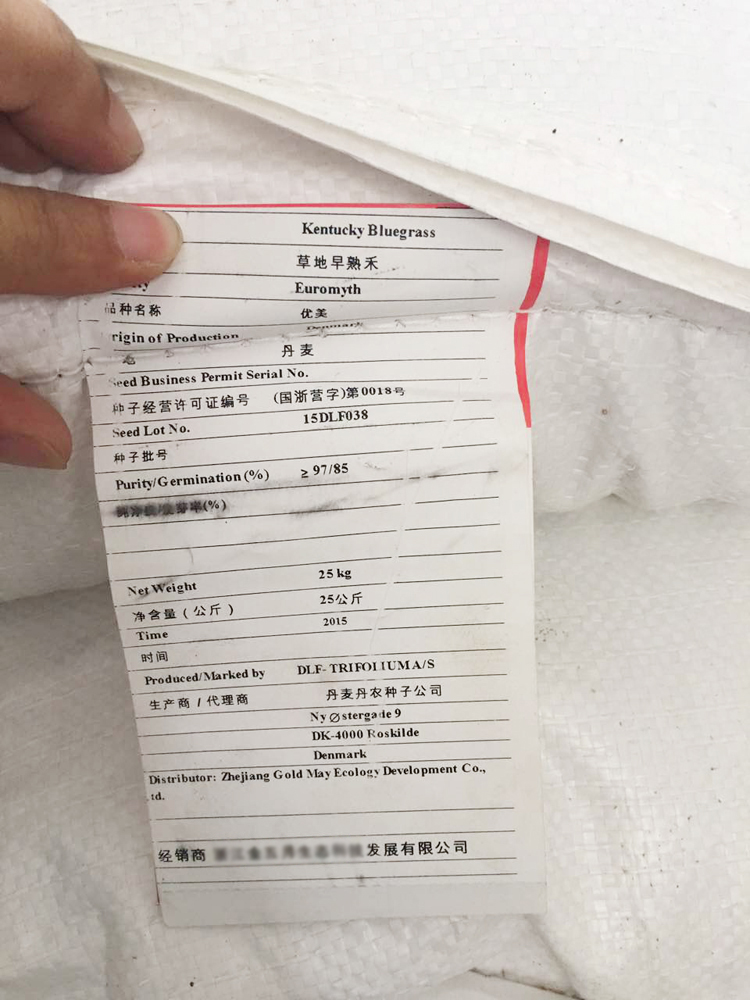 Kentucky Bluegrass
草地早熟禾
ty Euromyth
品种名称 优美
rigin of Production Denmark
地 丹麦
Seed Business Permit Serial No.
种子经营许可证编号 (国浙营字)第0018号
Seed Lot No. 15DLF038
种子批号
Purity/Germination(%) ≥ 97/85
(%)
Net Weight 25 kg
净含量(公斤) 25公斤
Time 2015
时间
Produced/Marked by DLF-TRIFOLIUM A/S
生产商/代理商 丹麦丹农种子公司
Ny Østergade 9
DK-4000 Roskilde
Denmark
Distributor: Zhejiang Gold May Ecology Development Co.,
td.
经销商 发展有限公司